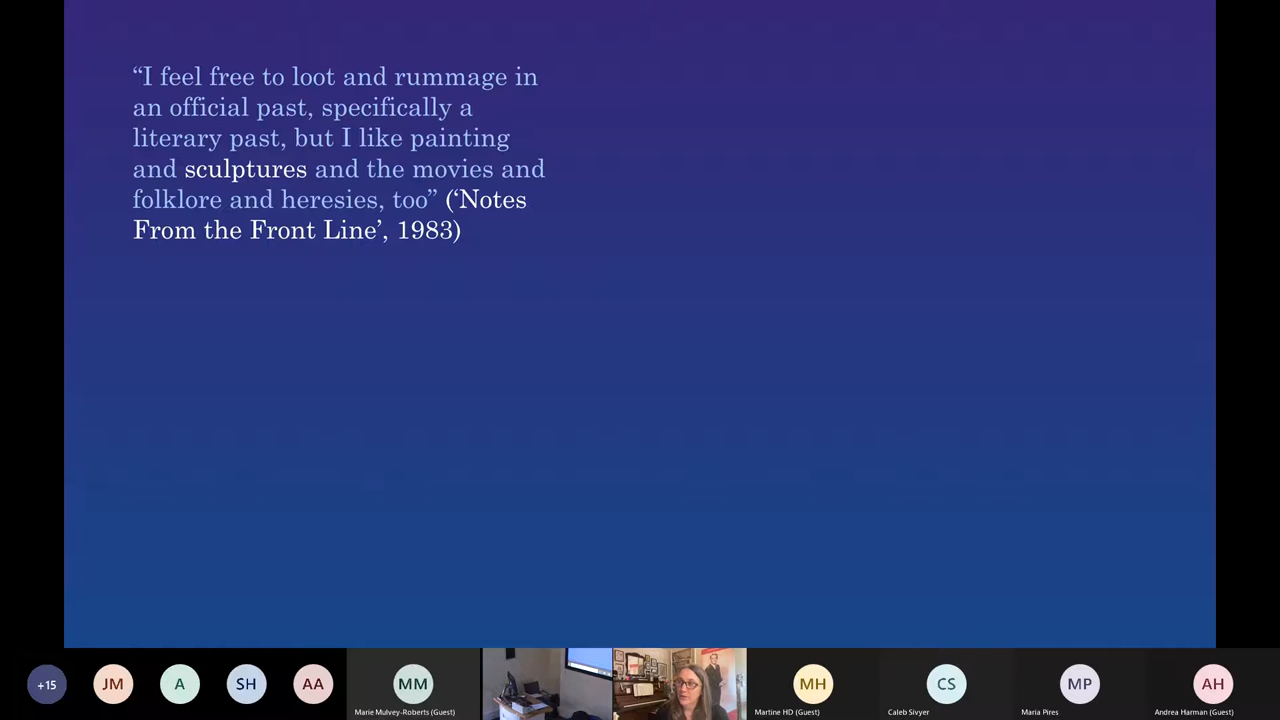 “I feel free to loot and rummage in
an official past, specifically a
literary past, but I like painting
and sculptures and the movies and
folklore and heresies, too” (‘Notes
From the Front Line’, 1983)
+15
JM
A
SH
AA
MM
MH
CS
MP
AH
Marie Mulvey-Roberts (Guest)
Martine HD (Guest)
Caleb Sivyer
Maria Pires
Andrea Harman (Guest)